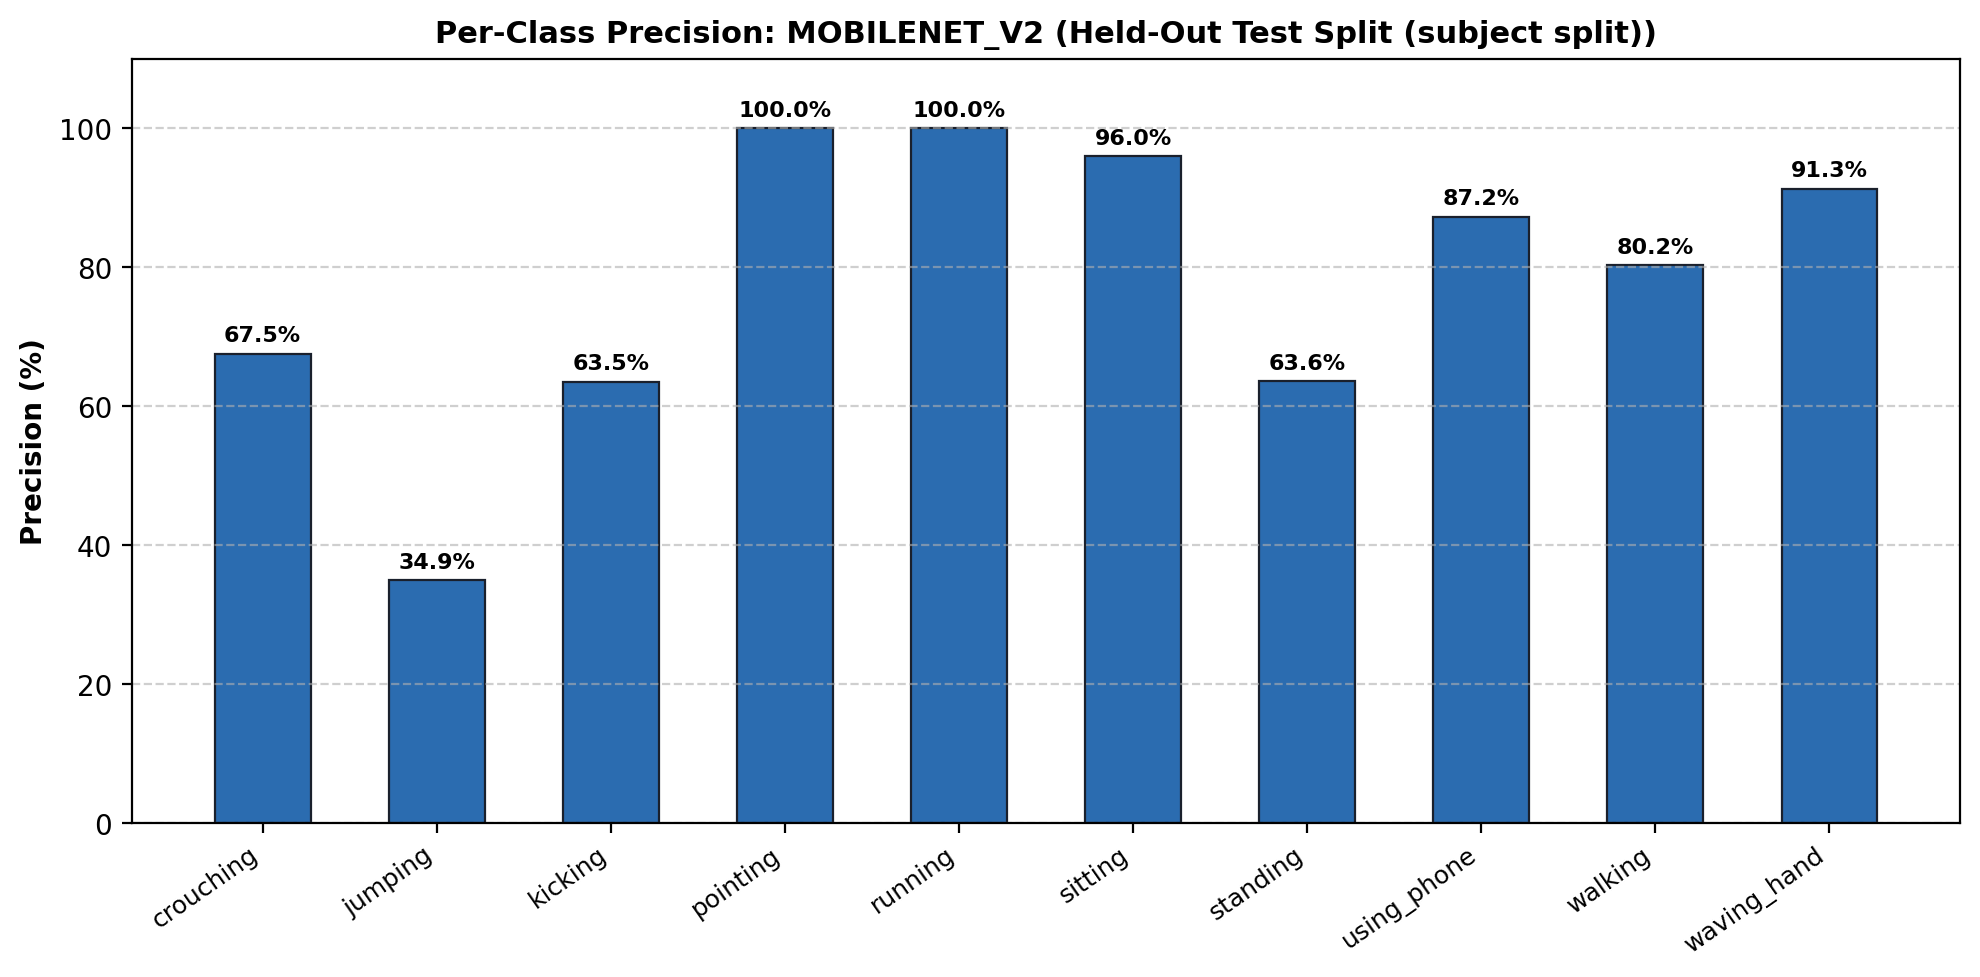 Per-Class Precision: MOBILENET_V2 (Held-Out Test Split (subject split))
Precision (%)
100
80
60
40
20
0
67.5%
34.9%
63.5%
100.0%
100.0%
96.0%
63.6%
87.2%
80.2%
91.3%
crouching
jumping
kicking
pointing
running
sitting
standing
using_phone
walking
waving_hand